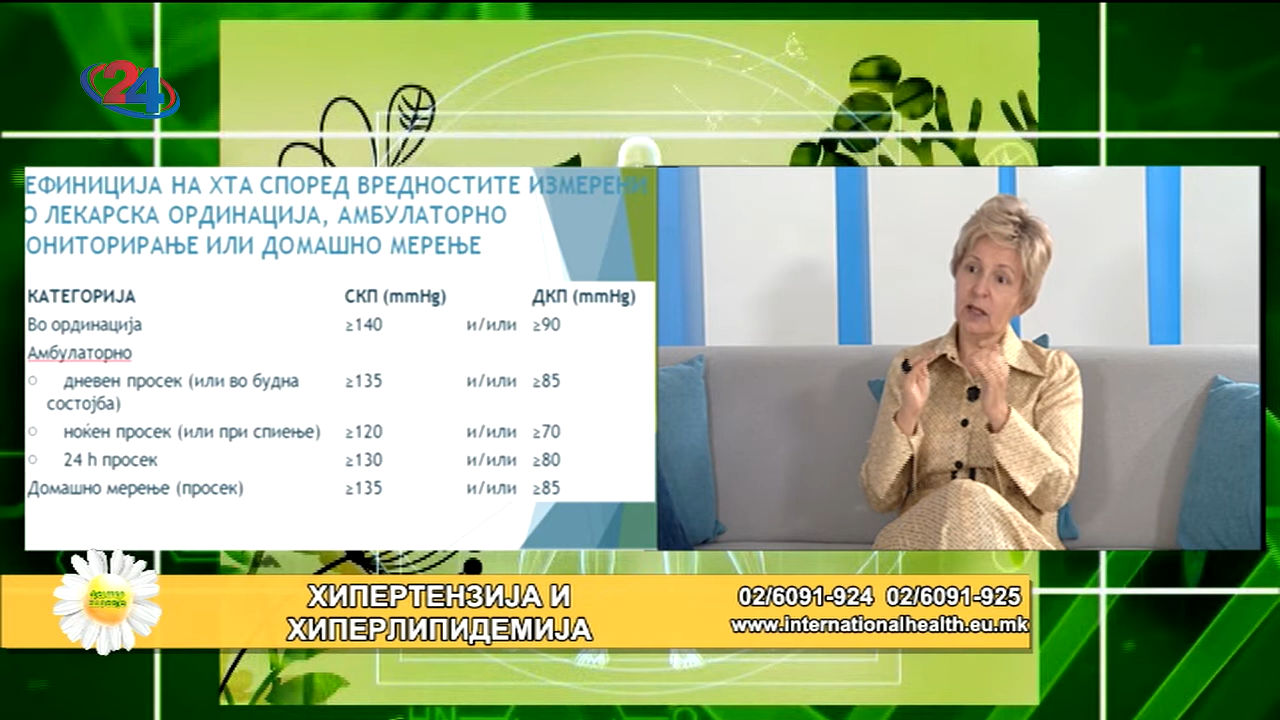 24
ЕФИНИЦИЈА НА ХТА СПОРЕД ВРЕДНОСТИТЕ ИЗМЕРЕНИ
О ЛЕКАРСКА ОРДИНАЦИЈА, АМБУЛАТОРНО
ОНИТОРИРАЊЕ ИЛИ ДОМАШНО МЕРЕЊЕ
КАТЕГОРИЈА СКП (mmHg) ДКП (mmHg)
Во ординација ≥140 и/или ≥90
Амбулаторно
дневен просек (или во будна состојба) ≥135 и/или ≥85
ноќен просек (или при спиење) ≥120 и/или ≥70
24 h просек ≥130 и/или ≥80
Домашно мерење (просек) ≥135 и/или ≥85
ХИПЕРТЕНЗИЈА И
ХИПЕРЛИПИДЕМИЈА
02/6091-924 02/6091-925
www.internationalhealth.eu.mk